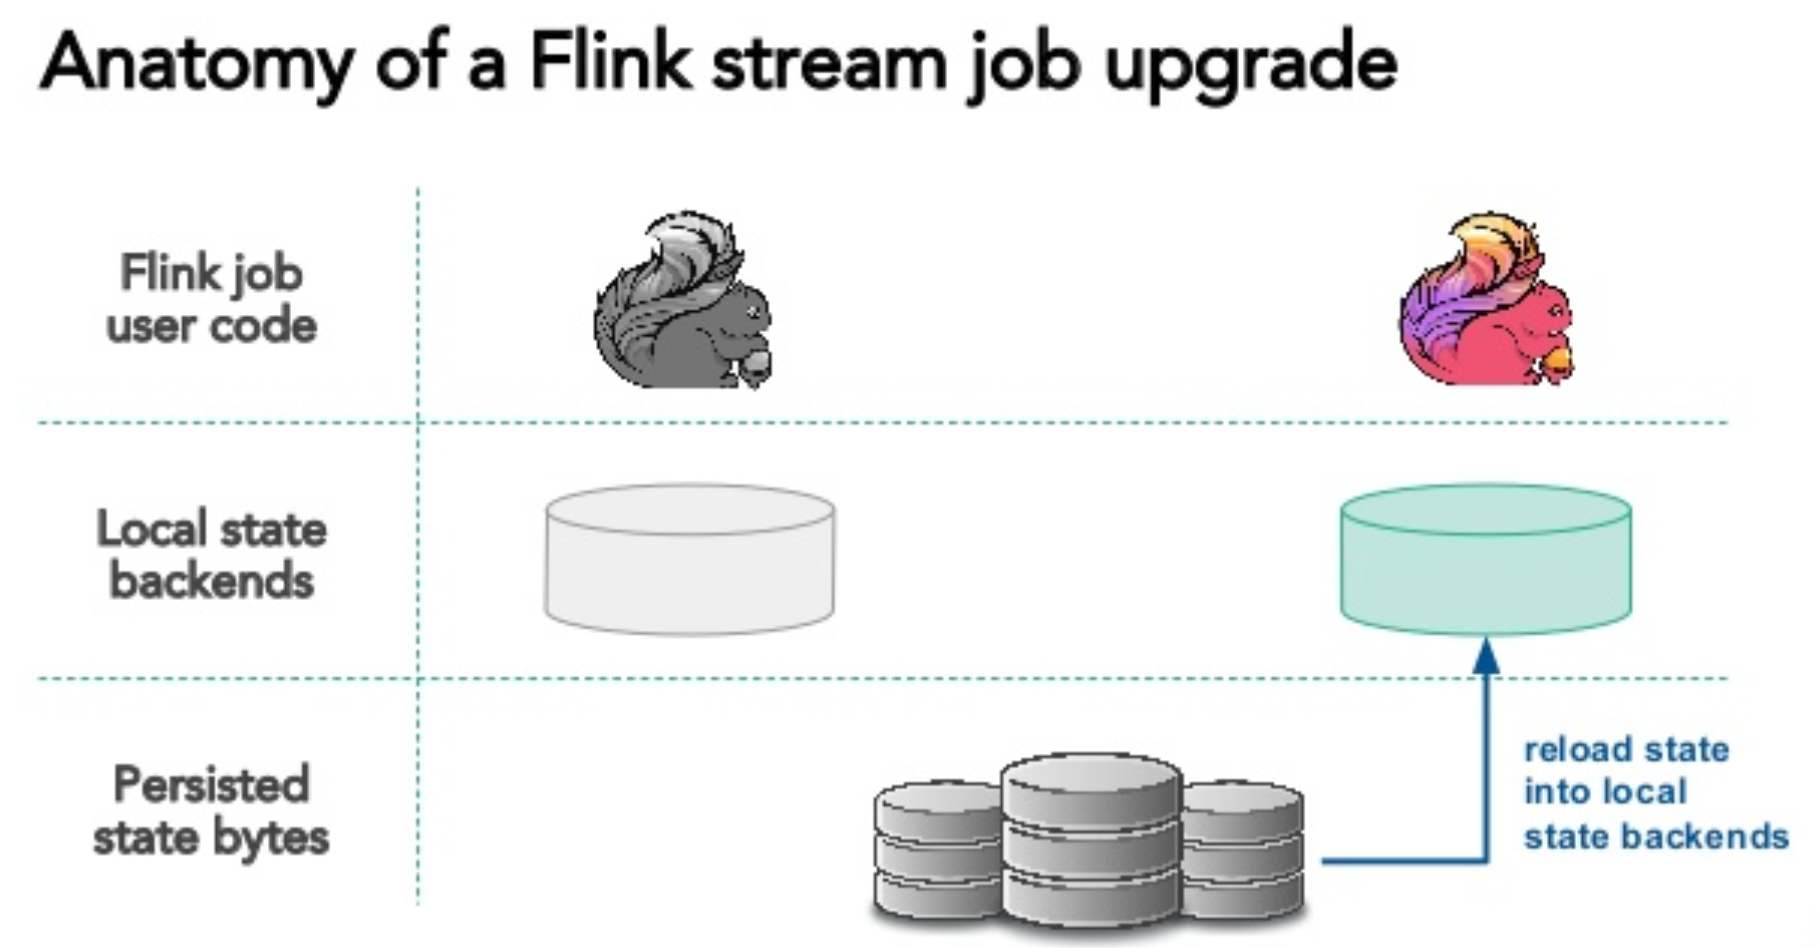 Anatomy of a Flink stream job upgrade
Flink job
user code
Local state
backends
Persisted
state bytes
reload state
into local
state backends